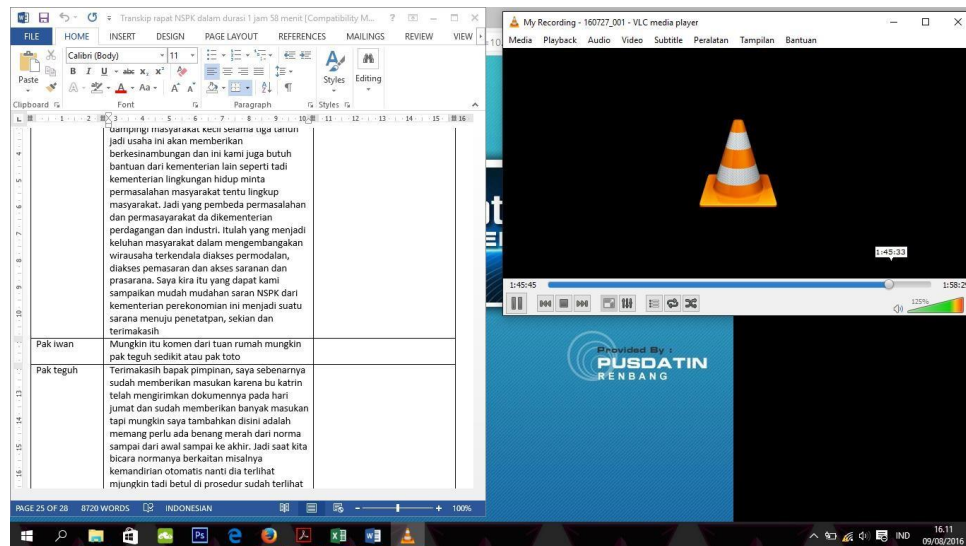 Transkip rapat NSPK dalam durasi 1 jam 58 menit [Compatibility M...
FILE HOME INSERT DESIGN PAGE LAYOUT REFERENCES MAILINGS REVIEW VIEW
Calibri (Body) 11
Paste
Styles Editing
Clipboard Font Paragraph Styles
dampingi masyarakat kecil selama tiga tahun
jadi usaha ini akan memberikan
berkesinambungan dan ini kami juga butuh
bantuan dari kementerian lain seperti tadi
kementerian lingkungan hidup minta
permasalahan masyarakat tentu lingkup
masyarakat. Jadi yang pembeda permasalahan
dan permasayarakat da dikementerian
perdagangan dan industri. Itulah yang menjadi
keluhan masyarakat dalam mengembangakan
wirausaha terkendala diakses permodalan,
diakses pemasaran dan akses saranan dan
prasarana. Saya kira itu yang dapat kami
sampaikan mudah mudahan saran NSPK dari
kementerian perekonomian ini menjadi suatu
sarana menuju penetatpan, sekian dan
terimakasih
Pak iwan
Mungkin itu komen dari tuan rumah mungkin
pak teguh sedikit atau pak toto
Pak teguh
Terimakasih bapak pimpinan, saya sebenarnya
sudah memberikan masukan karena bu katrin
telah mengirimkan dokumennya pada hari
jumat dan sudah memberikan banyak masukan
tapi mungkin saya tambahkan disini adalah
memang perlu ada benang merah dari norma
sampai dari awal sampai ke akhir. Jadi saat kita
bicara normanya berkaitan misalnya
kemandirian otomatis nanti dia terlihat
mjungkin tadi betul di prosedur sudah terlihat
PAGE 25 OF 28 8720 WORDS INDONESIAN 100%
My Recording - 160727_001 - VLC media player
Media Playback Audio Video Subtitle Peralatan Tampilan Bantuan
1:45:33
1:45:45 1:58:29
125%
Provided By :
PUSDATIN
RENBANG
IND
16.11
09/08/2016